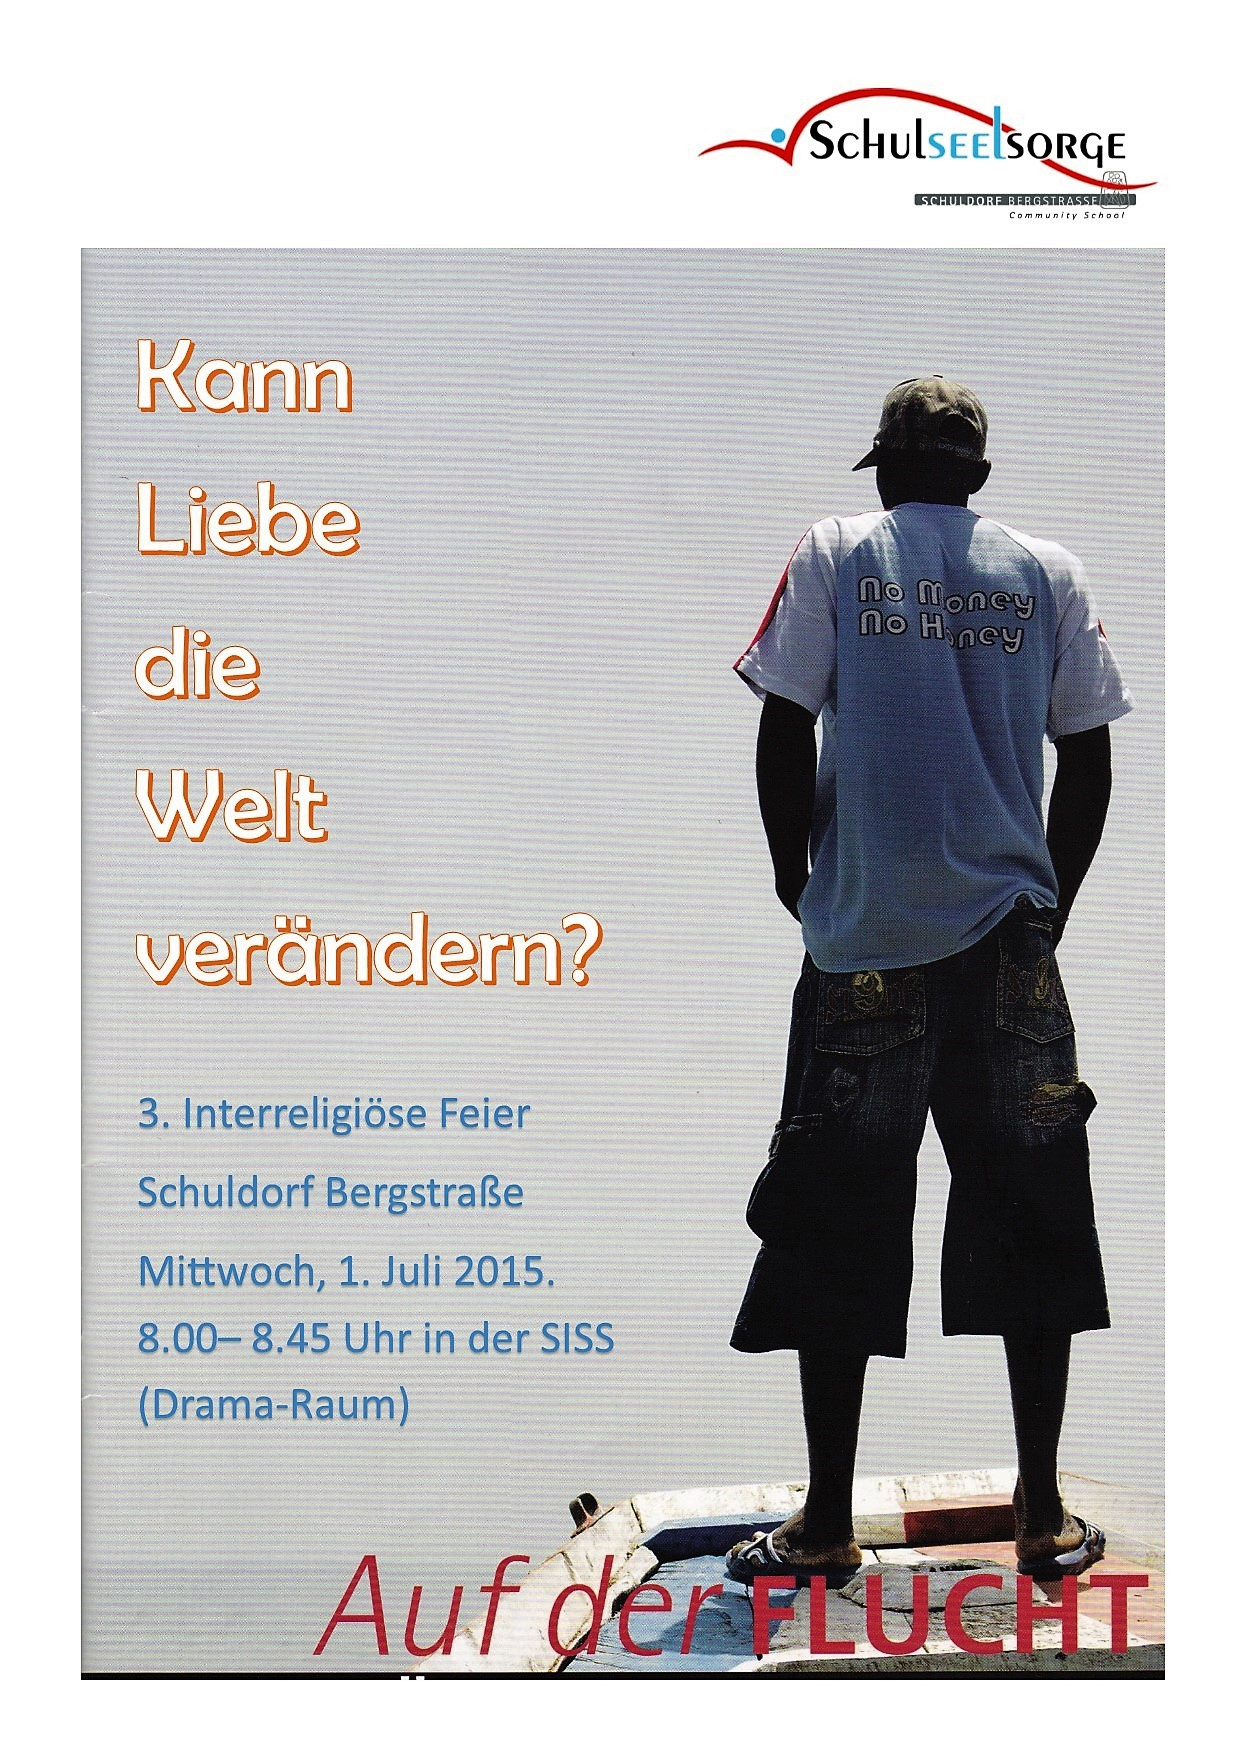 SchulSEElSORGE
SCHULDORF BERGSTRASSE
Community School
Kann
Liebe
die
Welt
verändern?
No Money
No Honey
3. Interreligiöse Feier
Schuldorf Bergstraße
Mittwoch, 1. Juli 2015.
8.00– 8.45 Uhr in der SISS
(Drama-Raum)
Auf der FLUCHT